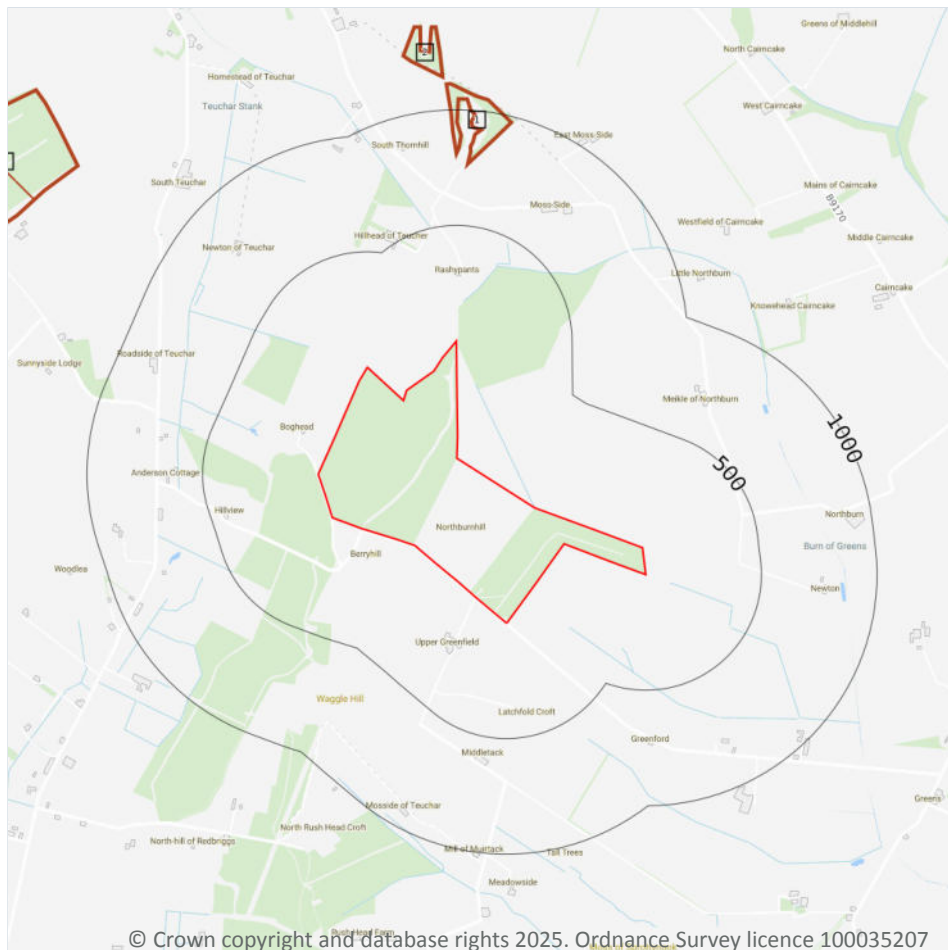 Greens of Middlehill
North Cairncake
Homestead of Teuchar
Teuchar Stank
West Cairncake
East Moss-Side
South Thornhill
South Teuchar
Mains of Cairncake
B9170
Moss-Side
Westfield of Cairncake
Hillhead of Teuchar
Middle Cairncake
Newton of Teuchar
Rashypants
Little Northburn
Cairncake
Knowehead Cairncake
Roadside of Teuchar
Sunnyside Lodge
Meikle of Northburn
Boghead
1000
500
Anderson Cottage
Hillview
Northburn
Northburnhill
Burn of Greens
Berryhill
Woodlea
Newton
Upper Greenfield
Waggle Hill
Latchfold Croft
Greenford
Middletack
Greens
Mosside of Teuchar
North Rush Head Croft
North-hill of Redbriggs
Mill of Muirtack
Tall Trees
Meadowside
Rush Head Farm
© Crown copyright and database rights 2025. Ordnance Survey licence 100035207